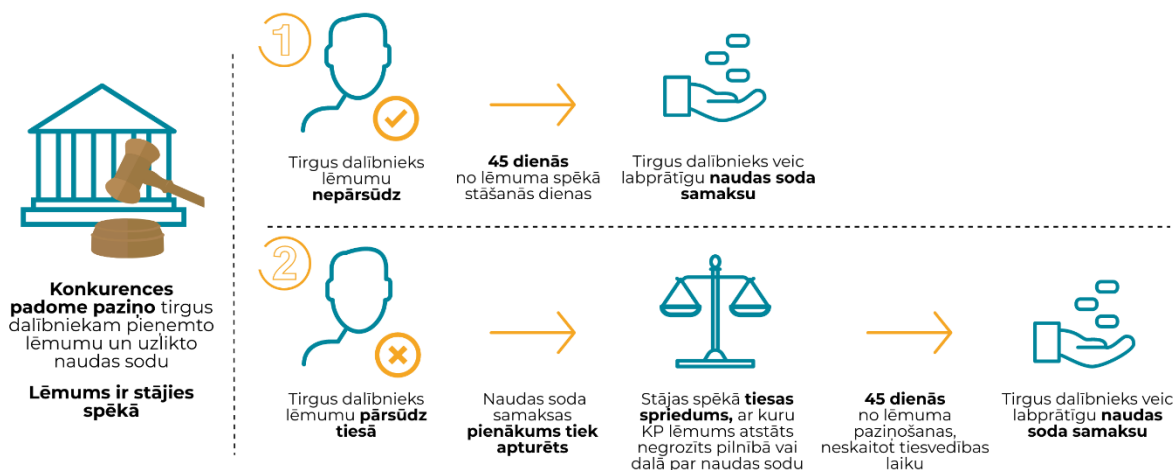 Konkurences
padome paziņo tirgus
dalībniekam pieņemto
lēmumu un uzlikto
naudas sodu
Lēmums ir stājies
spēkā
1
Tirgus dalībnieks
lēmumu
nepārsūdz
45 dienās
no lēmuma spēkā
stāšanās dienas
Tirgus dalībnieks veic
labprātīgu naudas soda
samaksu
2
Tirgus dalībnieks
lēmumu pārsūdz
tiesā
Naudas soda
samaksas
pienākums tiek
apturēts
Stājas spēkā tiesas
spriedums, ar kuru
KP lēmums atstāts
negrozīts pilnībā vai
daļā par naudas sodu
45 dienās
no lēmuma
paziņošanas,
neskaitot tiesvedības
laiku
Tirgus dalībnieks veic
labprātīgu naudas
soda samaksu